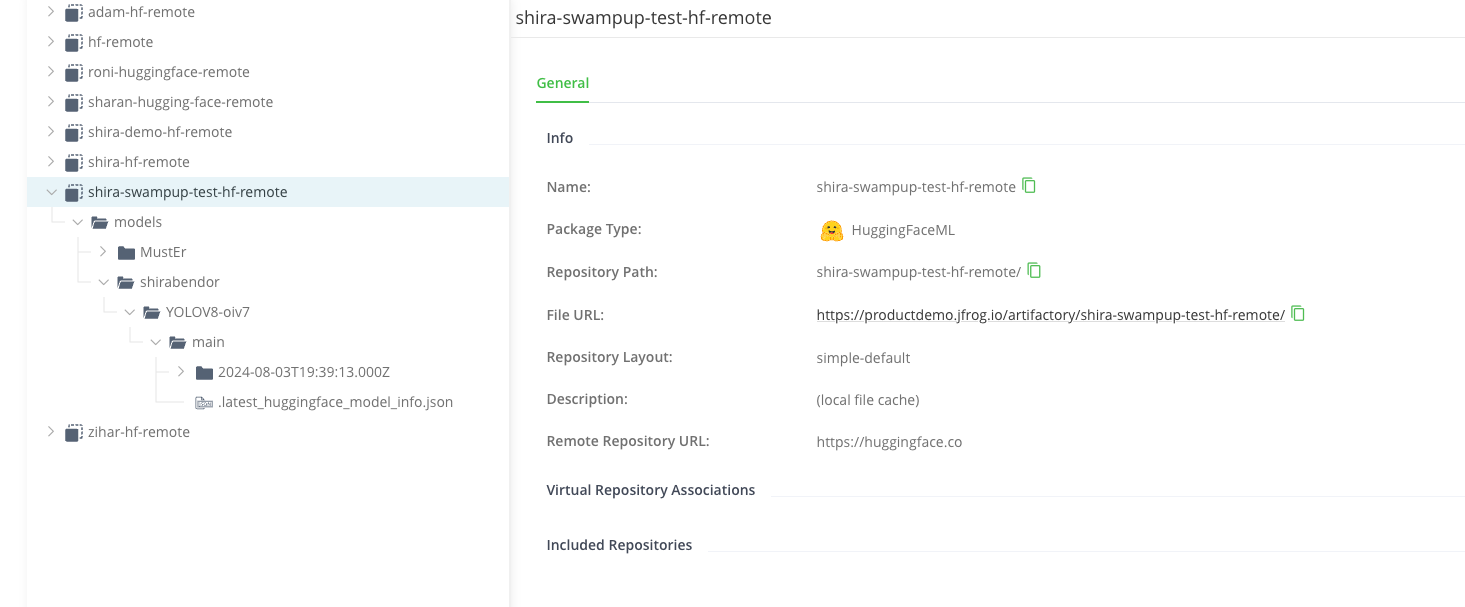 adam-hf-remote
hf-remote
roni-huggingface-remote
sharan-hugging-face-remote
shira-demo-hf-remote
shira-hf-remote
shira-swampup-test-hf-remote
models
MustEr
shirabendor
YOLOV8-oiv7
main
2024-08-03T19:39:13.000Z
.latest_huggingface_model_info.json
zihar-hf-remote
shira-swampup-test-hf-remote
General
Info
Name: shira-swampup-test-hf-remote
Package Type: HuggingFaceML
Repository Path: shira-swampup-test-hf-remote/
File URL: https://productdemo.jfrog.io/artifactory/shira-swampup-test-hf-remote/
Repository Layout: simple-default
Description: (local file cache)
Remote Repository URL: https://huggingface.co
Virtual Repository Associations
Included Repositories